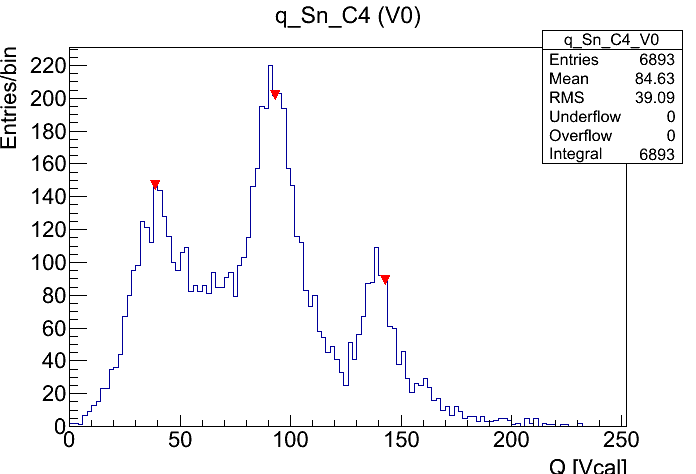 q_Sn_C4 (V0)
q_Sn_C4_V0
Entries 6893
Mean 84.63
RMS 39.09
Underflow 0
Overflow 0
Integral 6893
Entries/bin
220
200
180
160
140
120
100
80
60
40
20
0
0 50 100 150 200 250
Q [Vcal]